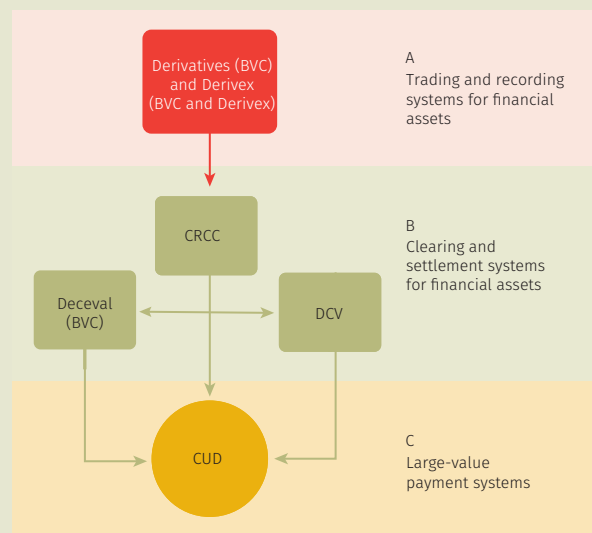 Derivatives (BVC)
and Derivex
(BVC and Derivex)
A
Trading and recording
systems for financial
assets
CRCC
B
Clearing and
settlement systems
for financial assets
Deceval
(BVC)
DCV
CUD
C
Large-value
payment systems